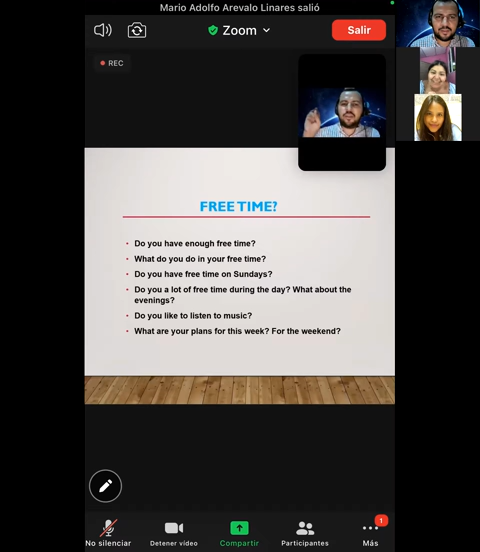 Mario Adolfo Arevalo Linares salió
Zoom
Salir
REC
FREE TIME?
• Do you have enough free time?
• What do you do in your free time?
• Do you have free time on Sundays?
• Do you a lot of free time during the day? What about the
evenings?
• Do you like to listen to music?
• What are your plans for this week? For the weekend?
1
No silenciar
Detener video
Compartir
Participantes
Más